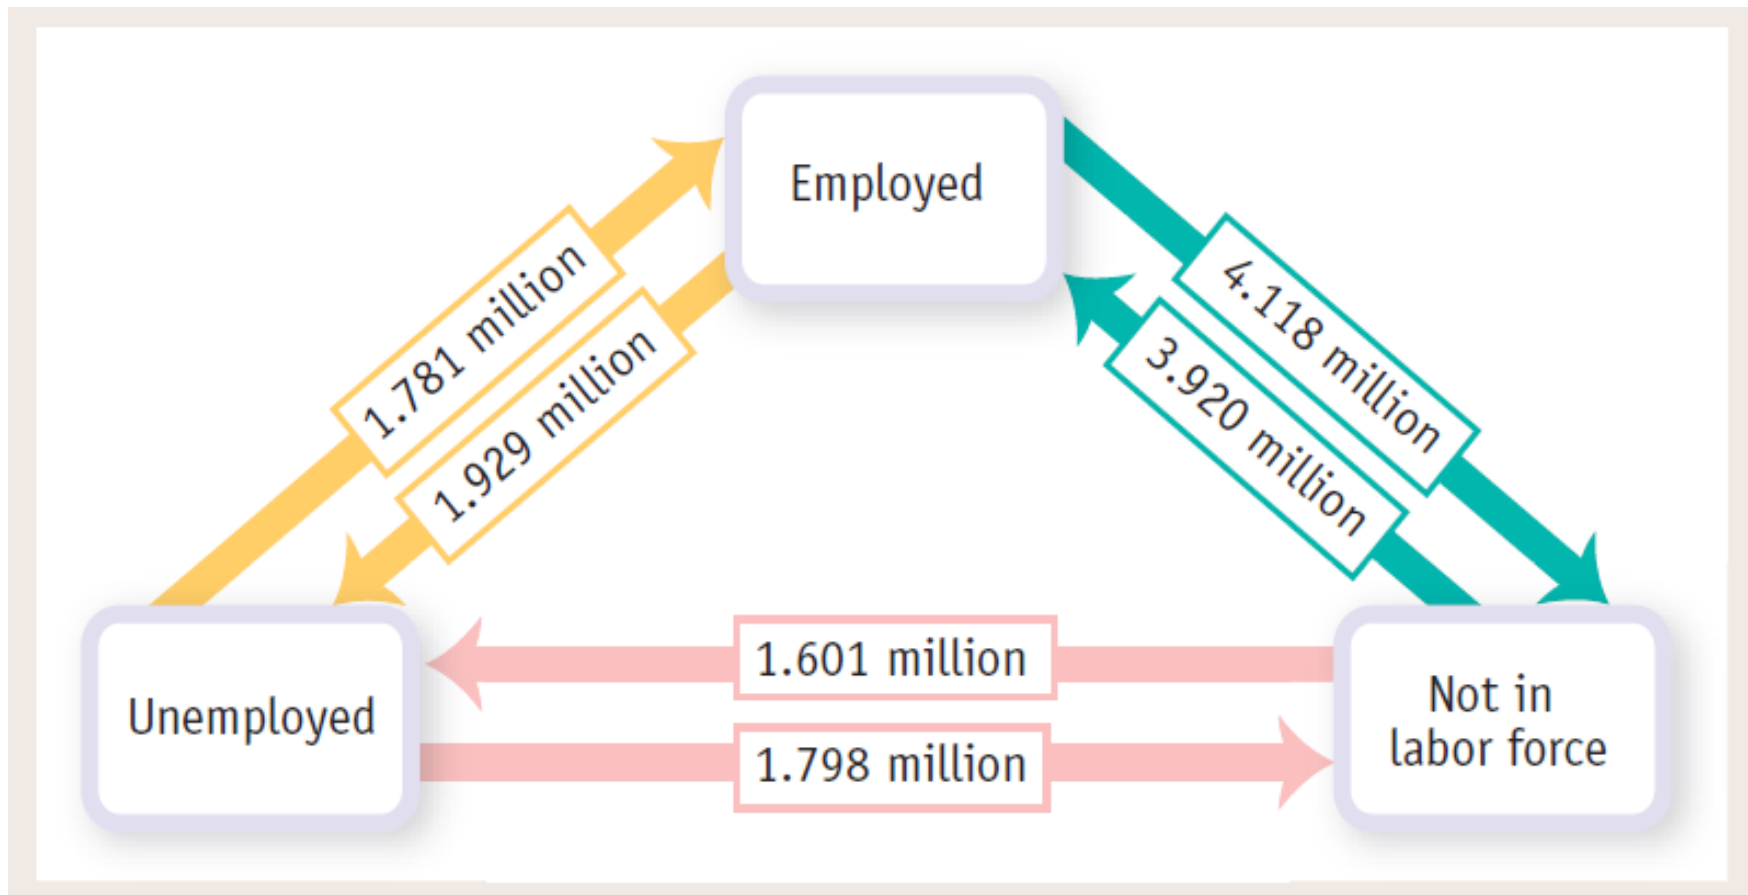 Employed
1.781 million
1.929 million
4.118 million
3.920 million
1.601 million
1.798 million
Unemployed
Not in
labor force